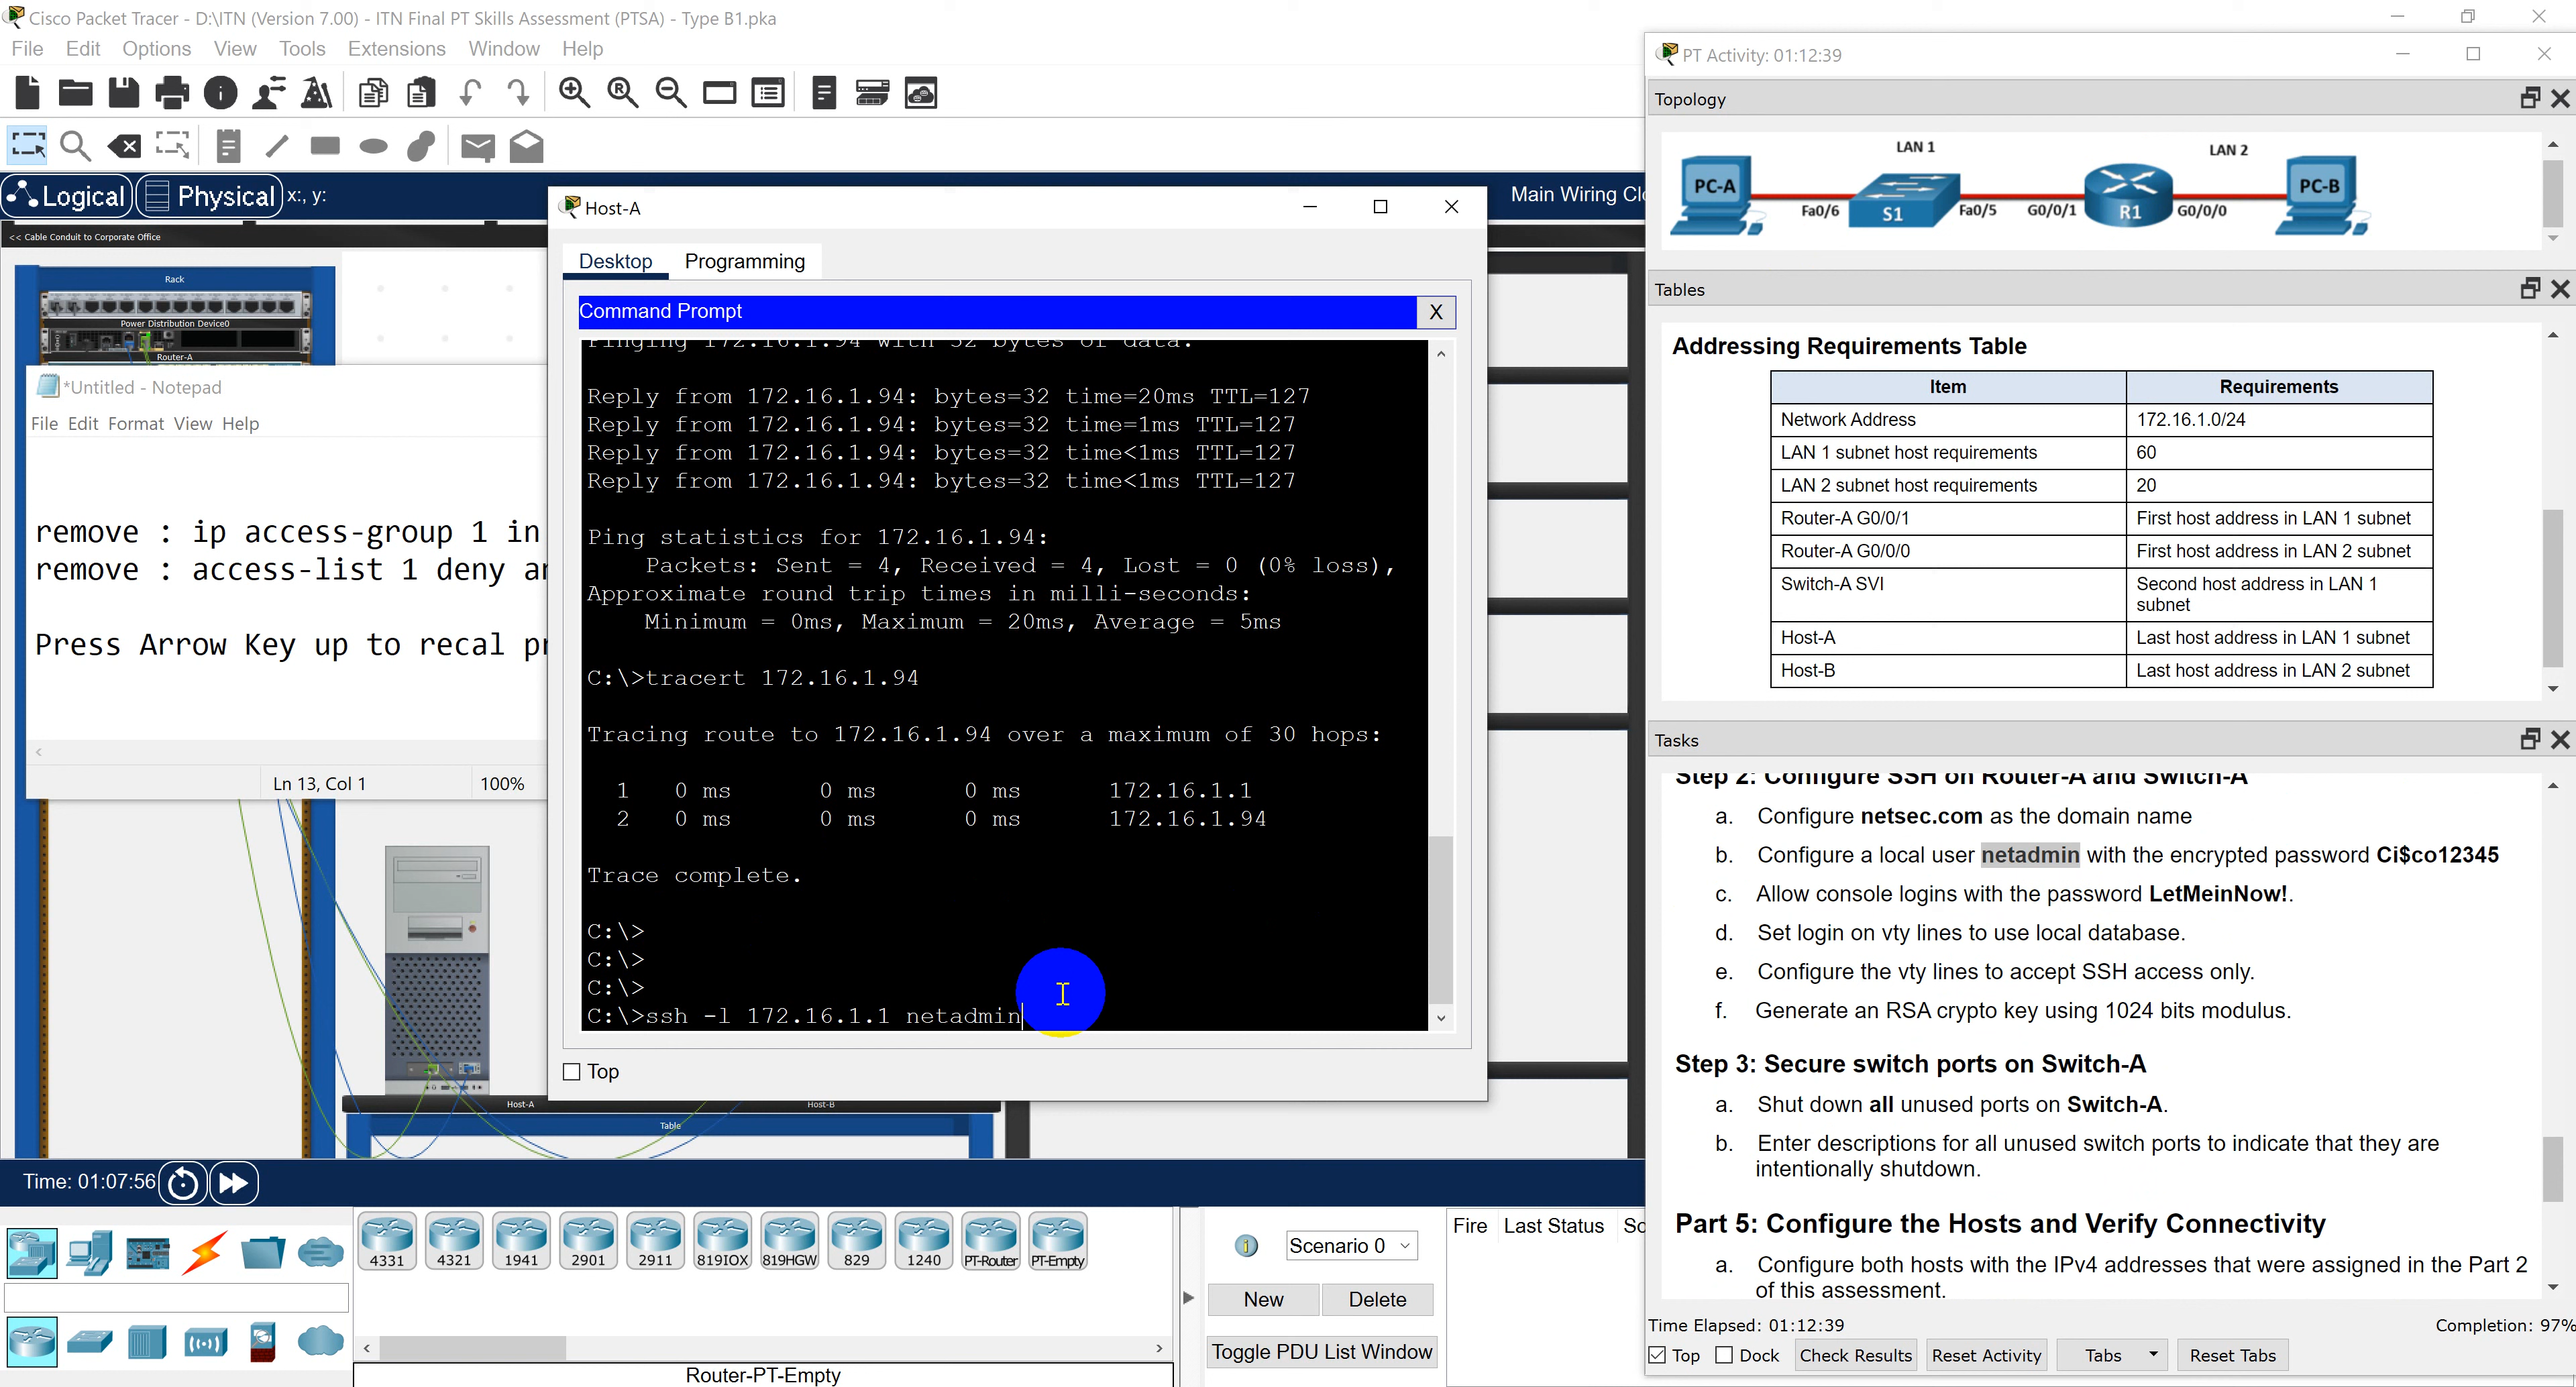 Cisco Packet Tracer - D:\ITN (Version 7.00) - ITN Final PT Skills Assessment (PTSA) - Type B1.pka
File Edit Options View Tools Extensions Window Help
Logical Physical x:, y:
Main Wiring Clo
<< Cable Conduit to Corporate Office
Rack
Power Distribution Device0
Router-A
*Untitled - Notepad
File Edit Format View Help
remove : ip access-group 1 in
remove : access-list 1 deny an
Press Arrow Key up to recal pr
Ln 13, Col 1 100%
Host-A
Host-B
Table
Host-A
Desktop Programming
Command Prompt X
Pinging 172.16.1.94 with 32 bytes of data:
Reply from 172.16.1.94: bytes=32 time=20ms TTL=127
Reply from 172.16.1.94: bytes=32 time=1ms TTL=127
Reply from 172.16.1.94: bytes=32 time<1ms TTL=127
Reply from 172.16.1.94: bytes=32 time<1ms TTL=127
Ping statistics for 172.16.1.94:
Packets: Sent = 4, Received = 4, Lost = 0 (0% loss),
Approximate round trip times in milli-seconds:
Minimum = 0ms, Maximum = 20ms, Average = 5ms
C:\>tracert 172.16.1.94
Tracing route to 172.16.1.94 over a maximum of 30 hops:
1 0 ms 0 ms 0 ms 172.16.1.1
2 0 ms 0 ms 0 ms 172.16.1.94
Trace complete.
C:\>
C:\>
C:\>
C:\>ssh -l 172.16.1.1 netadmin
Top
Time: 01:07:56
4331 4321 1941 2901 2911 819IOX 819HGW 829 1240 PT-Router PT-Empty
Router-PT-Empty
Scenario 0
New Delete
Toggle PDU List Window
Fire Last Status So
PT Activity: 01:12:39
Topology
LAN 1 LAN 2
PC-A Fa0/6 S1 Fa0/5 G0/0/1 R1 G0/0/0 PC-B
Tables
Addressing Requirements Table
Item Requirements
Network Address 172.16.1.0/24
LAN 1 subnet host requirements 60
LAN 2 subnet host requirements 20
Router-A G0/0/1 First host address in LAN 1 subnet
Router-A G0/0/0 First host address in LAN 2 subnet
Switch-A SVI Second host address in LAN 1
subnet
Host-A Last host address in LAN 1 subnet
Host-B Last host address in LAN 2 subnet
Tasks
Step 2: Configure SSH on Router-A and Switch-A
a. Configure netsec.com as the domain name
b. Configure a local user netadmin with the encrypted password Ci$co12345
c. Allow console logins with the password LetMeinNow!.
d. Set login on vty lines to use local database.
e. Configure the vty lines to accept SSH access only.
f. Generate an RSA crypto key using 1024 bits modulus.
Step 3: Secure switch ports on Switch-A
a. Shut down all unused ports on Switch-A.
b. Enter descriptions for all unused switch ports to indicate that they are
intentionally shutdown.
Part 5: Configure the Hosts and Verify Connectivity
a. Configure both hosts with the IPv4 addresses that were assigned in the Part 2
of this assessment.
Time Elapsed: 01:12:39 Completion: 97%
Top Dock Check Results Reset Activity Tabs Reset Tabs